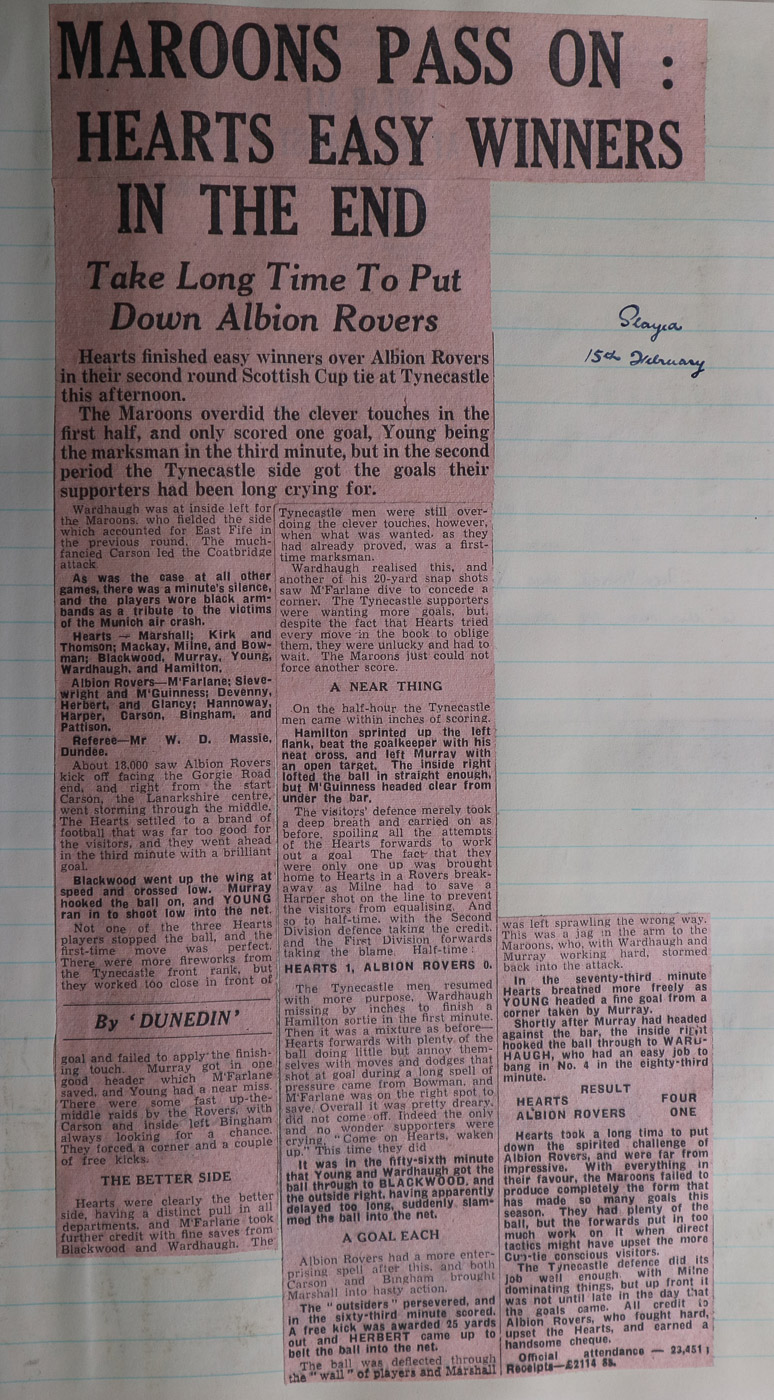 MAROONS PASS ON :
HEARTS EASY WINNERS
IN THE END
Take Long Time To Put
Down Albion Rovers
Hearts finished easy winners over Albion Rovers
in their second round Scottish Cup tie at Tynecastle
this afternoon.
The Maroons overdid the clever touches in the
first half, and only scored one goal, Young being
the marksman in the third minute, but in the second
period the Tynecastle side got the goals their
supporters had been long crying for.
Wardhaugh was at inside left for
the Maroons, who fielded the side
which accounted for East Fife in
the previous round. The much-
fancied Carson led the Coatbridge
attack.
As was the case at all other
games, there was a minute's silence,
and the players wore black arm-
bands as a tribute to the victims
of the Munich air crash.
Hearts — Marshall; Kirk and
Thomson; Mackay, Milne, and Bow-
man; Blackwood, Murray, Young,
Wardhaugh, and Hamilton.
Albion Rovers—M'Farlane; Sieve-
wright and M'Guinness; Devenny,
Herbert, and Glancy; Hannoway,
Harper, Carson, Bingham, and
Pattison.
Referee—Mr W. D. Massie,
Dundee.
About 18,000 saw Albion Rovers
kick off facing the Gorgie Road
end, and right from the start
Carson, the Lanarkshire centre,
went storming through the middle.
The Hearts settled to a brand of
football that was far too good for
the visitors, and they went ahead
in the third minute with a brilliant
goal.
Blackwood went up the wing at
speed and crossed low. Murray
hooked the ball on, and YOUNG
ran in to shoot low into the net.
Not one of the three Hearts
players stopped the ball, and the
first-time move was perfect.
There were more fireworks from
the Tynecastle front rank, but
they worked too close in front of
By 'DUNEDIN'
goal and failed to apply the finish-
ing touch. Murray got in one
good header which M'Farlane
saved, and Young had a near miss.
There were some fast up-the-
middle raids by the Rovers, with
Carson and inside left Bingham
always looking for a chance.
They forced a corner and a couple
of free kicks.
THE BETTER SIDE
Hearts were clearly the better
side, having a distinct pull in all
departments, and M'Farlane took
further credit with fine saves from
Blackwood and Wardhaugh. The
Tynecastle men were still over-
doing the clever touches, however,
when what was wanted, as they
had already proved, was a first-
time marksman.
Wardhaugh realised this, and
another of his 20-yard snap shots
saw M'Farlane dive to concede a
corner. The Tynecastle supporters
were wanting more goals, but,
despite the fact that Hearts tried
every move in the book to oblige
them, they were unlucky and had to
wait. The Maroons just could not
force another score.
A NEAR THING
On the half-hour the Tynecastle
men came within inches of scoring.
Hamilton sprinted up the left
flank, beat the goalkeeper with his
neat cross, and left Murray with
an open target. The inside right
lofted the ball in straight enough,
but M'Guinness headed clear from
under the bar.
The visitors' defence merely took
a deep breath and carried on as
before, spoiling all the attempts
of the Hearts forwards to work
out a goal The fact that they
were only one up was brought
home to Hearts in a Rovers break-
away as Milne had to save a
Harper shot on the line to prevent
the visitors from equalising. And
so to half-time, with the Second
Division defence taking the credit,
and the First Division forwards
taking the blame. Half-time :
HEARTS 1, ALBION ROVERS 0.
The Tynecastle men resumed
with more purpose, Wardhaugh
missing by inches to finish a
Hamilton sortie in the first minute.
Then it was a mixture as before—
Hearts forwards with plenty of the
ball doing little but annoy them-
selves with moves and dodges that
shot at goal during a long spell of
pressure came from Bowman, and
M'Farlane was on the right spot to
save. Overall it was pretty dreary,
did not come off. Indeed the only
and no wonder supporters were
crying, "Come on Hearts, waken
up." This time they did
It was in the fifty-sixth minute
that Young and Wardhaugh got the
ball through to BLACKWOOD, and
the outside right, having apparently
delayed too long, suddenly slam-
med the ball into the net.
A GOAL EACH
Albion Rovers had a more enter-
prising spell after this, and both
Carson and Bingham brought
Marshall into hasty action.
The "outsiders" persevered, and
in the sixty-third minute scored.
A free kick was awarded 25 yards
out and HERBERT came up to
belt the ball into the net.
The ball was deflected through
the "wall" of players and Marshall
was left sprawling the wrong way.
This was a jag in the arm to the
Maroons, who, with Wardhaugh and
Murray working hard, stormed
back into the attack.
In the seventy-third minute
Hearts breathed more freely as
YOUNG headed a fine goal from a
corner taken by Murray.
Shortly after Murray had headed
against the bar, the inside right
hooked the ball through to WARD-
HAUGH, who had an easy job to
bang in No. 4 in the eighty-third
minute.
RESULT
HEARTS FOUR
ALBION ROVERS ONE
Hearts took a long time to put
down the spirited challenge of
Albion Rovers, and were far from
impressive. With everything in
their favour, the Maroons failed to
produce completely the form that
has made so many goals this
season. They had plenty of the
ball, but the forwards put in too
much work on it when direct
tactics might have upset the more
Cup-tie conscious visitors.
The Tynecastle defence did its
job well enough, with Milne
dominating things, but up front it
was not until late in the day that
the goals came. All credit to
Albion Rovers, who fought hard,
upset the Hearts, and earned a
handsome cheque.
Official attendance — 23,451;
Receipts—£2114 8s.
Played
15th February